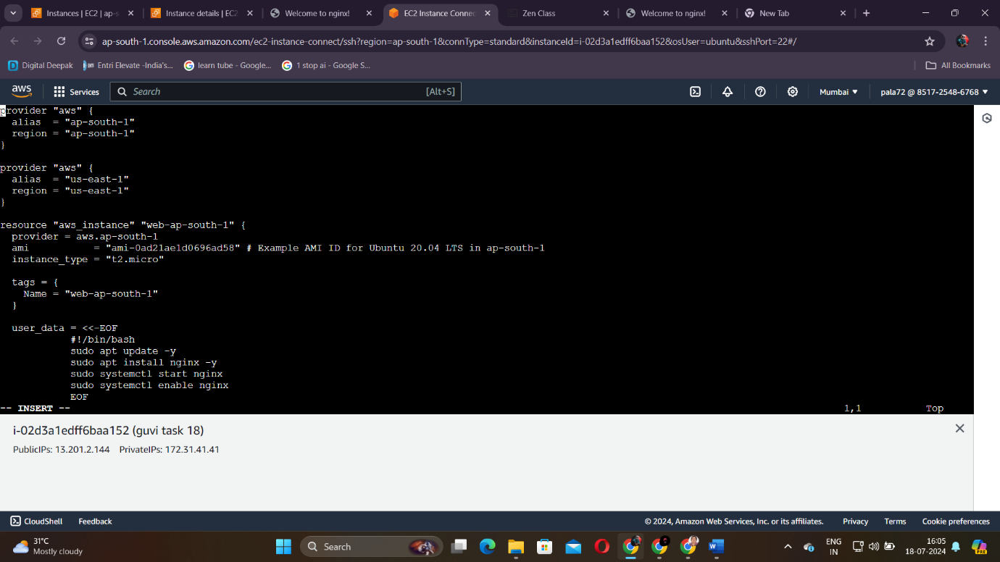 Instances | EC2 | ap-s
Instance details | EC2
Welcome to nginx!
EC2 Instance Connec
Zen Class
Welcome to nginx!
New Tab
ap-south-1.console.aws.amazon.com/ec2-instance-connect/ssh?region=ap-south-1&connType=standard&instanceId=i-02d3a1edff6baa152&osUser=ubuntu&sshPort=22#/
Digital Deepak
Entri Elevate -India's...
learn tube - Google...
1 stop ai - Google S...
All Bookmarks
aws
Services
Search
[Alt+S]
Mumbai
pala72 @ 8517-2548-6768
provider "aws" {
  alias  = "ap-south-1"
  region = "ap-south-1"
}
provider "aws" {
  alias  = "us-east-1"
  region = "us-east-1"
}
resource "aws_instance" "web-ap-south-1" {
  provider = aws.ap-south-1
  ami           = "ami-0ad21ae1d0696ad58" # Example AMI ID for Ubuntu 20.04 LTS in ap-south-1
  instance_type = "t2.micro"
  tags = {
    Name = "web-ap-south-1"
  }
  user_data = <<-EOF
            #!/bin/bash
            sudo apt update -y
            sudo apt install nginx -y
            sudo systemctl start nginx
            sudo systemctl enable nginx
            EOF
-- INSERT --
1,1
Top
i-02d3a1edff6baa152 (guvi task 18)
PublicIPs: 13.201.2.144 PrivateIPs: 172.31.41.41
CloudShell
Feedback
© 2024, Amazon Web Services, Inc. or its affiliates.
Privacy
Terms
Cookie preferences
31°C
Mostly cloudy
Search
ENG
IN
16:05
18-07-2024